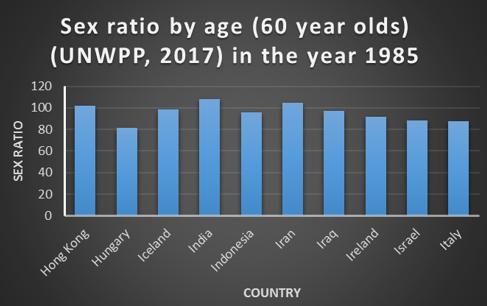 Sex ratio by age (60 year olds)
(UNWPP, 2017) in the year 1985
SEX RATIO
120
100
80
60
40
20
0
Hong Kong
Hungary
Iceland
India
Indonesia
Iran
Iraq
Ireland
Israel
Italy
COUNTRY